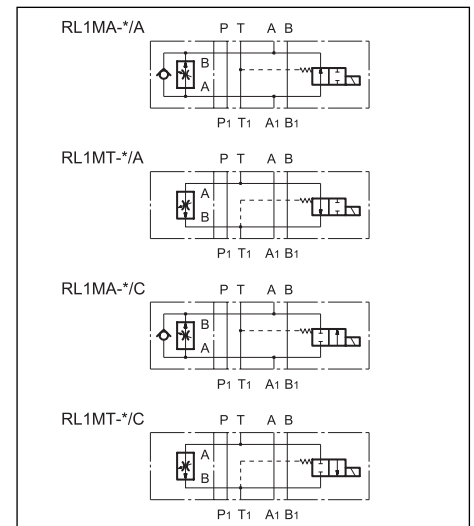 RL1MA-*/A
P T A B
B
A
P1 T1 A1 B1
RL1MT-*/A
P T A B
A
B
P1 T1 A1 B1
RL1MA-*/C
P T A B
B
A
P1 T1 A1 B1
RL1MT-*/C
P T A B
A
B
P1 T1 A1 B1